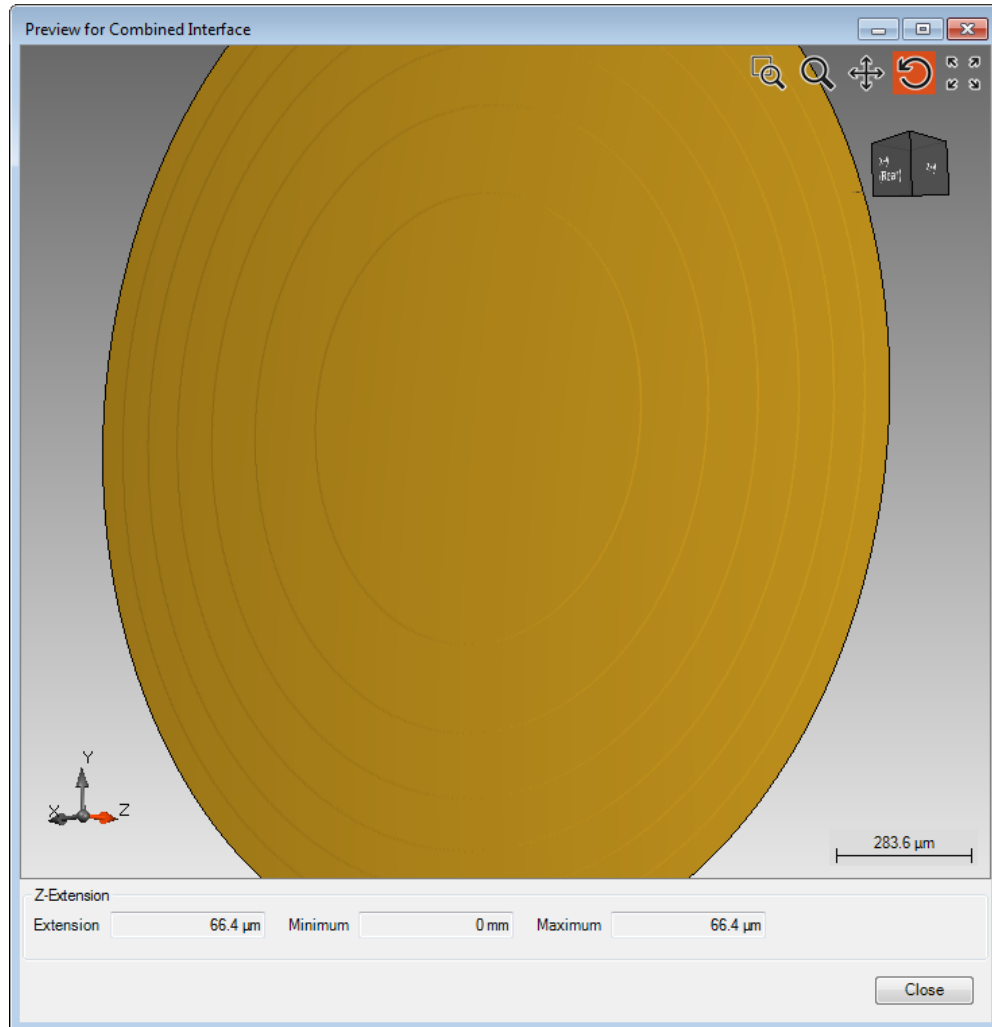 Preview for Combined Interface
x-y
(Rear)
z-y
Y
X
Z
283.6 µm
Z-Extension
Extension 66.4 µm Minimum 0 mm Maximum 66.4 µm
Close